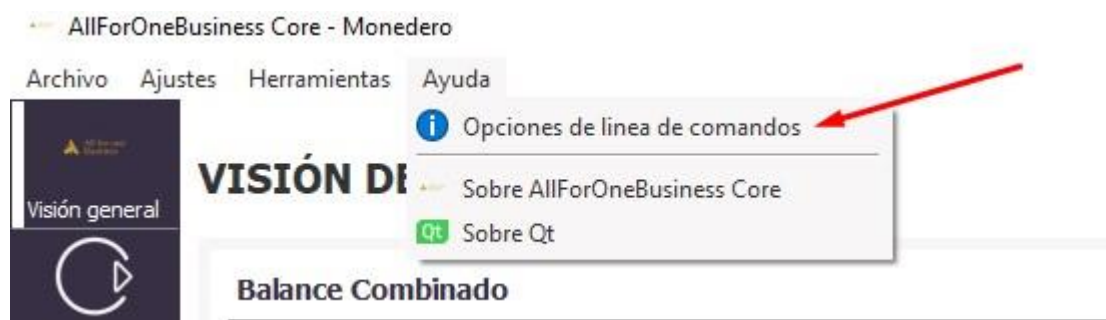 AllForOneBusiness Core - Monedero
Archivo Ajustes Herramientas Ayuda
Opciones de linea de comandos
VISIÓN DE
Sobre AllForOneBusiness Core
Visión general
Qt Sobre Qt
Balance Combinado